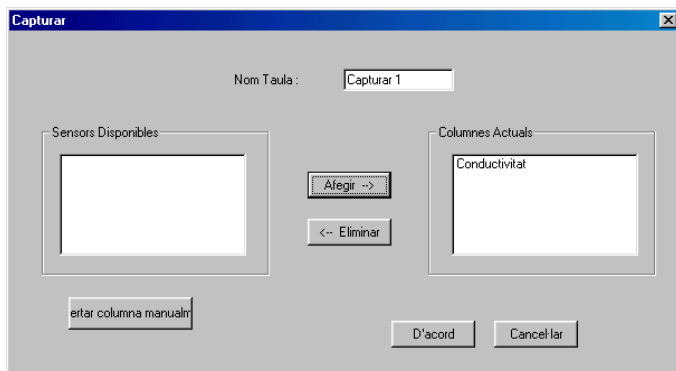 Capturar
Nom Taula :
Capturar 1
Sensors Disponibles
Columnes Actuals
Conductivitat
Afegir -->
<-- Eliminar
ertar columna manualm
D'acord
Cancel·lar